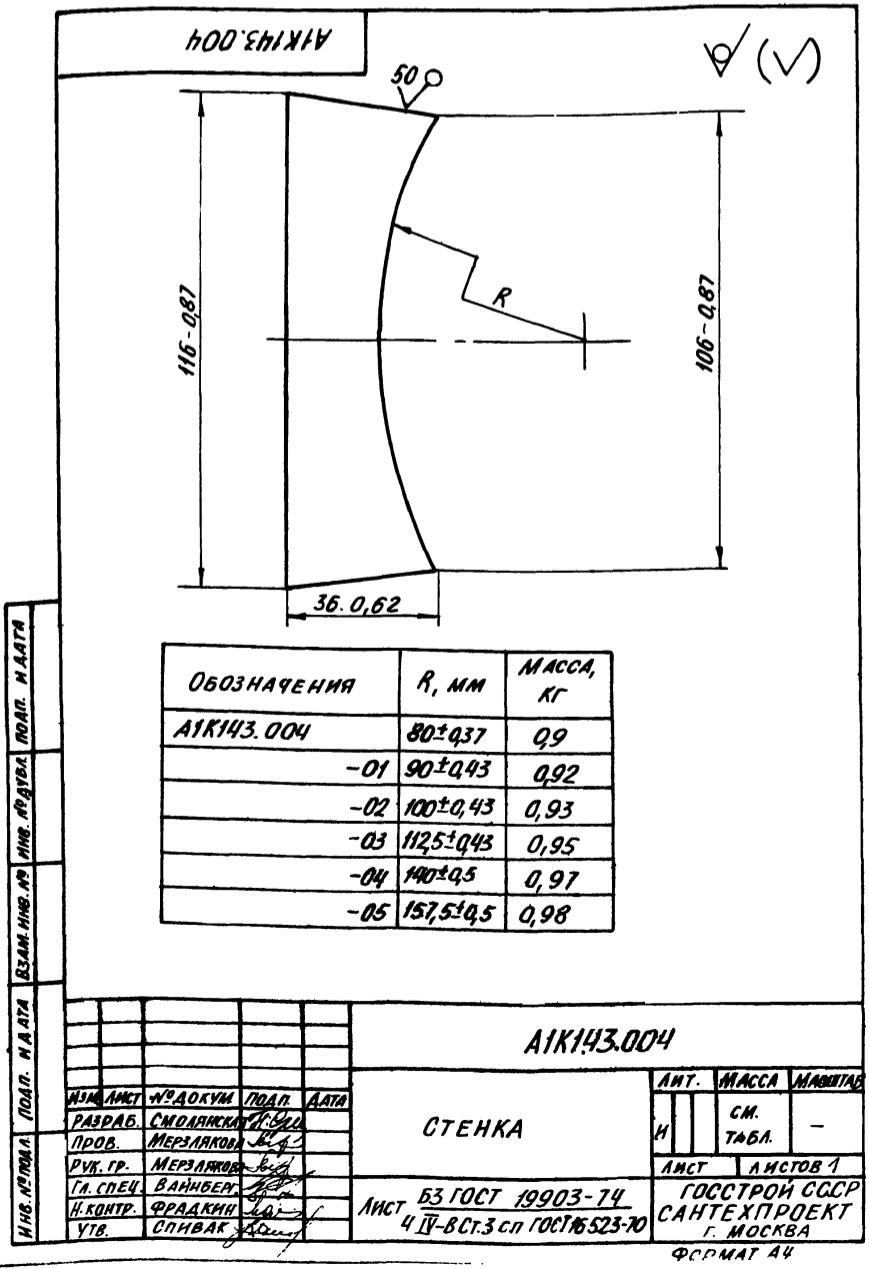 А1К143.004
50
116-0,87
R
106-0,87
36.0,62
ОБОЗНАЧЕНИЯ R, ММ МАССА, КГ
А1К143.004 80±0,37 0,9
-01 90±0,43 0,92
-02 100±0,43 0,93
-03 112,5±0,43 0,95
-04 140±0,5 0,97
-05 157,5±0,5 0,98
ПОДП. И ДАТА
ИНВ. № ДУБЛ.
ВЗАМ. ИНВ. №
ПОДП. И ДАТА
ИНВ. № ПОДЛ.
ИЗМ ЛИСТ № ДОКУМ ПОДП. ДАТА
РАЗРАБ. СМОЛЯНСКАЯ
ПРОВ. МЕРЗЛЯКОВА
РУК. ГР. МЕРЗЛЯКОВА
ГЛ. СПЕЦ. ВАЙНБЕРГ
Н.КОНТР. ФРАДКИН
УТВ. СПИВАК
А1К143.004
СТЕНКА
ЛИТ. МАССА МАСШТАБ
И СМ. ТАБЛ. —
ЛИСТ ЛИСТОВ 1
ЛИСТ Б3 ГОСТ 19903-74
4 IV-В Ст.3 сп ГОСТ 16523-70
ГОССТРОЙ СССР
САНТЕХПРОЕКТ
Г. МОСКВА
ФОРМАТ А4